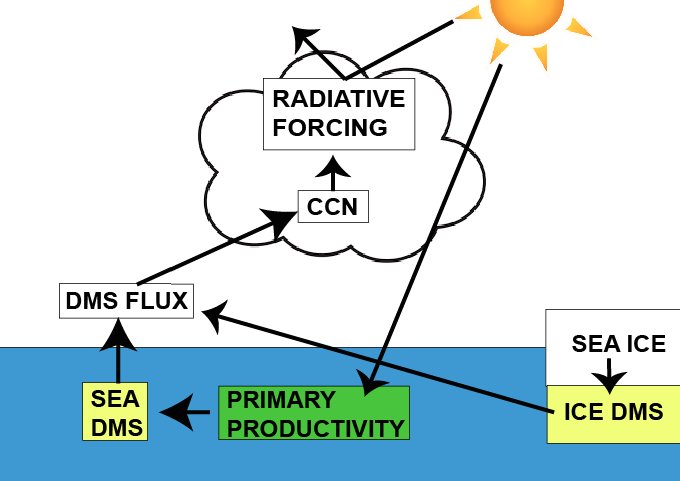 RADIATIVE
FORCING
CCN
DMS FLUX
SEA ICE
SEA
DMS
PRIMARY
PRODUCTIVITY
ICE DMS